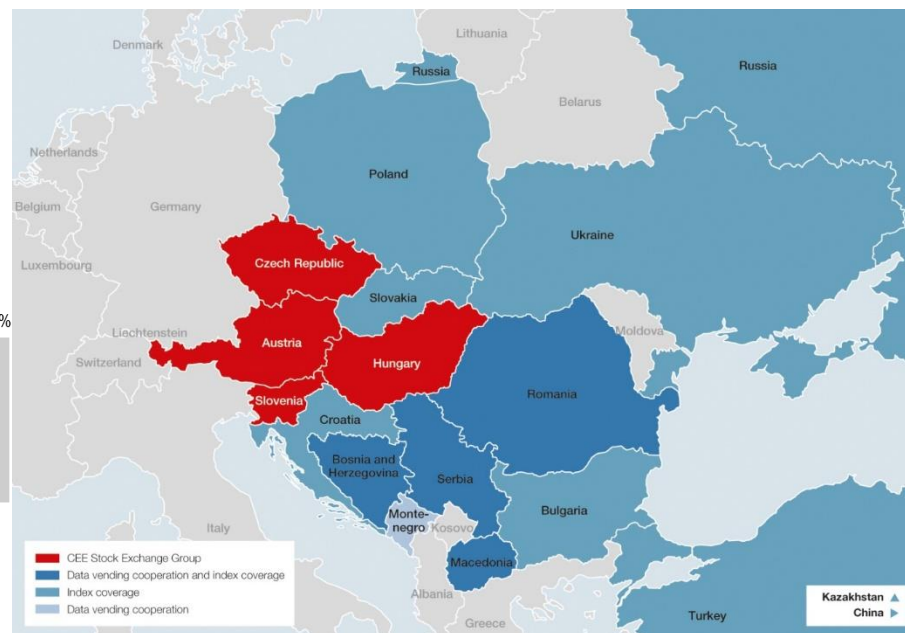 Denmark
Lithuania
Russia
Russia
Belarus
Netherlands
Poland
Belgium
Germany
Ukraine
Luxembourg
Czech Republic
Slovakia
%
Liechtenstein
Moldova
Austria
Switzerland
Hungary
Slovenia
Romania
Croatia
Bosnia and
Herzegovina
Serbia
Monte-
negro
Kosovo
Bulgaria
Italy
Macedonia
CEE Stock Exchange Group
Data vending cooperation and index coverage
Index coverage
Data vending cooperation
Albania
Greece
Turkey
Kazakhstan ▲
China ▶